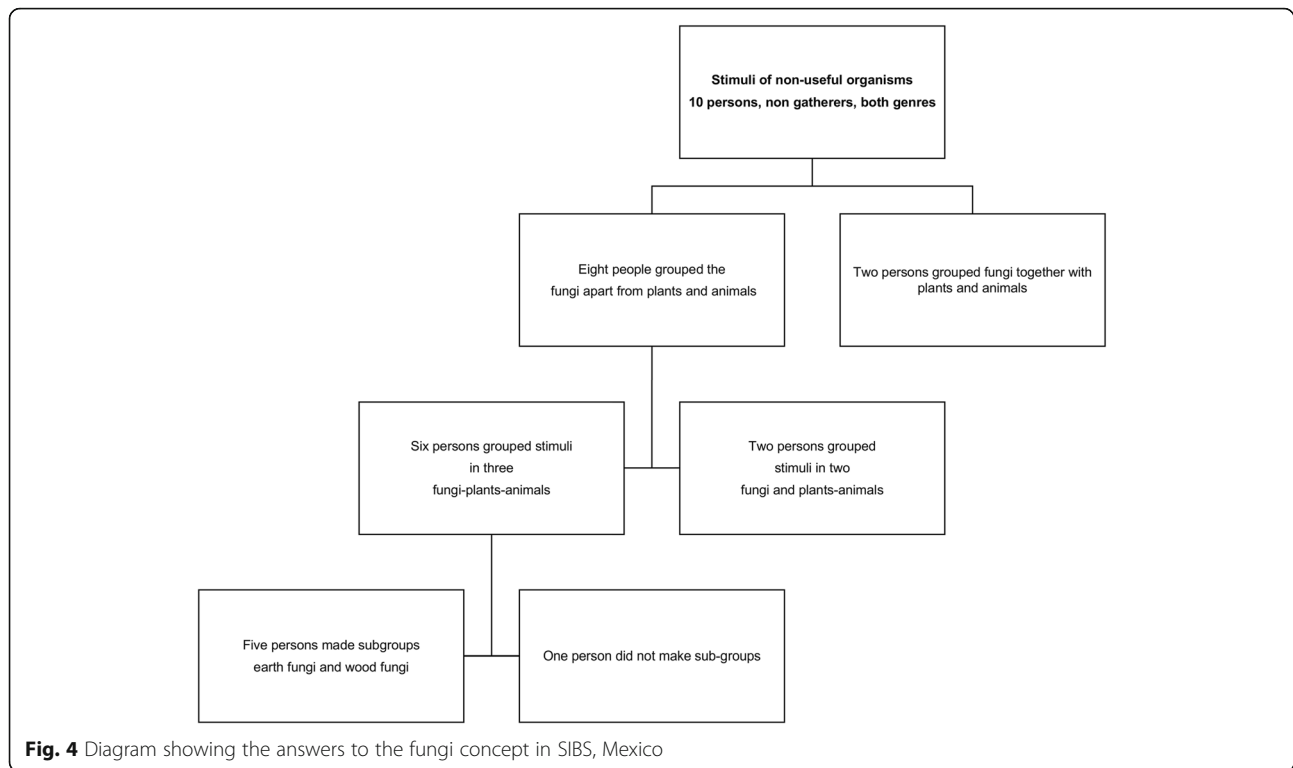 Stimuli of non-useful organisms
10 persons, non gatherers, both genres
Eight people grouped the
fungi apart from plants and animals
Two persons grouped fungi together with
plants and animals
Six persons grouped stimuli
in three
fungi-plants-animals
Two persons grouped
stimuli in two
fungi and plants-animals
Five persons made subgroups
earth fungi and wood fungi
One person did not make sub-groups
Fig. 4 Diagram showing the answers to the fungi concept in SIBS, Mexico